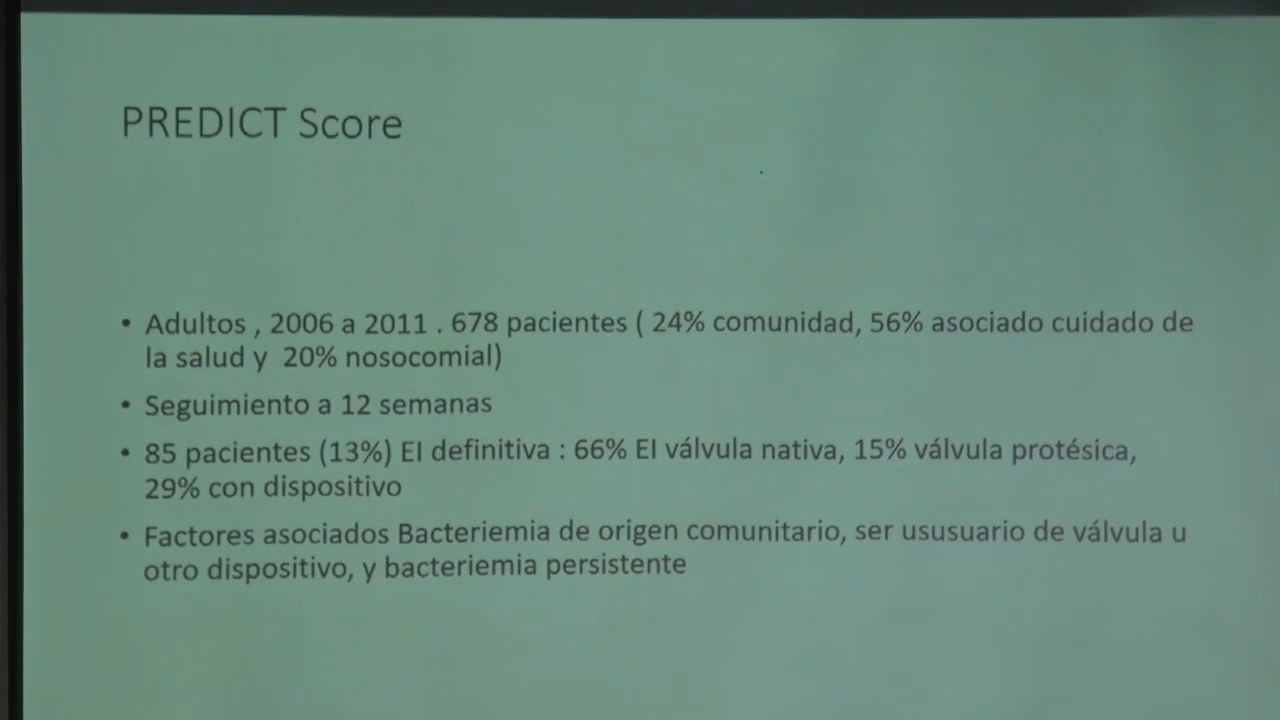 PREDICT Score
• Adultos , 2006 a 2011 . 678 pacientes ( 24% comunidad, 56% asociado cuidado de
la salud y 20% nosocomial)
• Seguimiento a 12 semanas
• 85 pacientes (13%) EI definitiva : 66% EI válvula nativa, 15% válvula protésica,
29% con dispositivo
• Factores asociados Bacteriemia de origen comunitario, ser ususuario de válvula u
otro dispositivo, y bacteriemia persistente